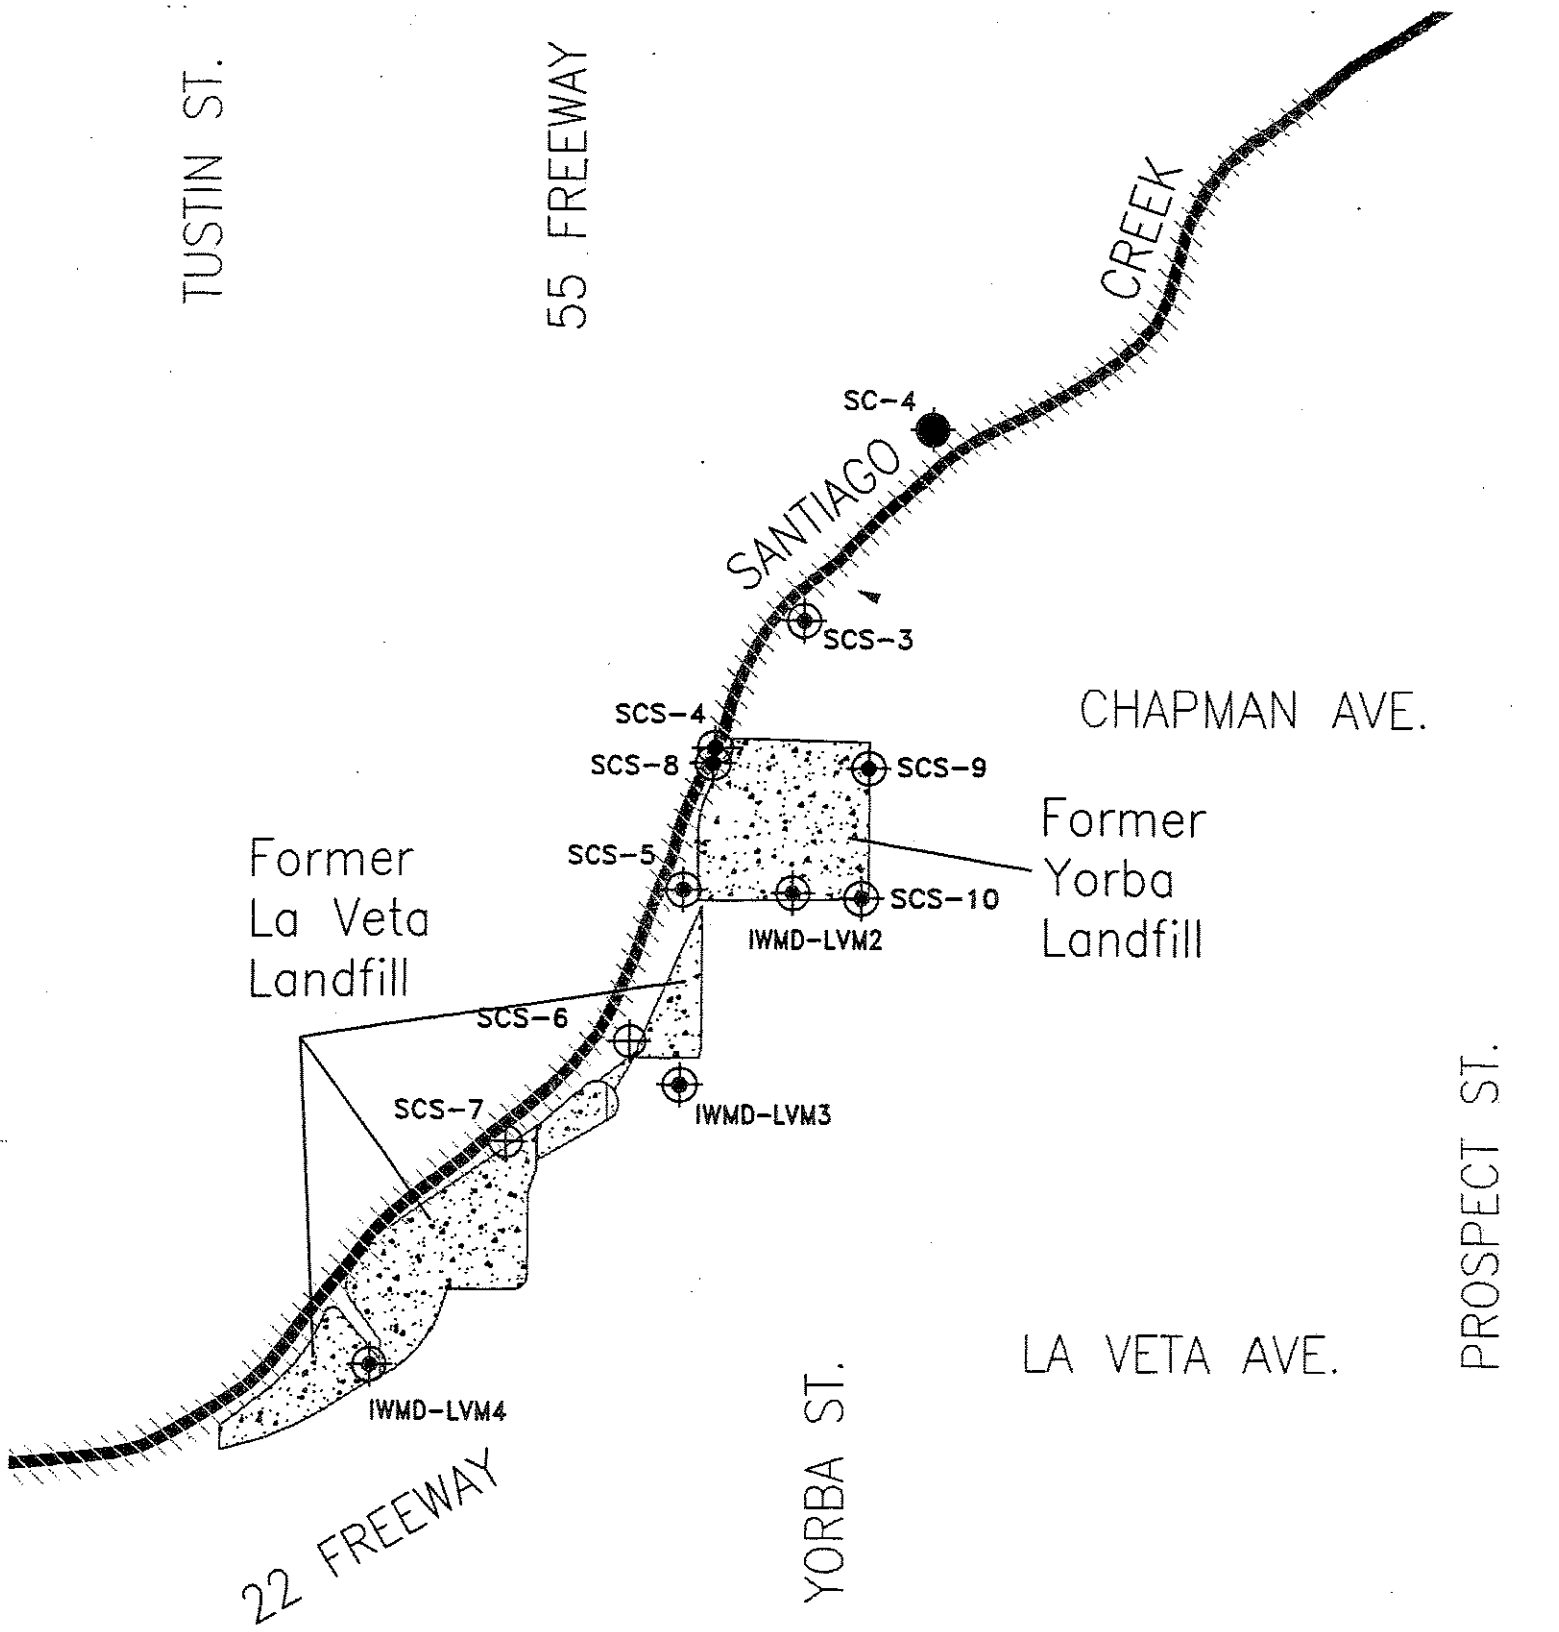 TUSTIN ST.
55 FREEWAY
CREEK
SC-4
SANTIAGO
SCS-3
SCS-4
CHAPMAN AVE.
SCS-8
SCS-9
Former
Yorba
Landfill
Former
La Veta
Landfill
SCS-5
SCS-10
IWMD-LVM2
SCS-6
SCS-7
IWMD-LVM3
PROSPECT ST.
LA VETA AVE.
IWMD-LVM4
YORBA ST.
22 FREEWAY